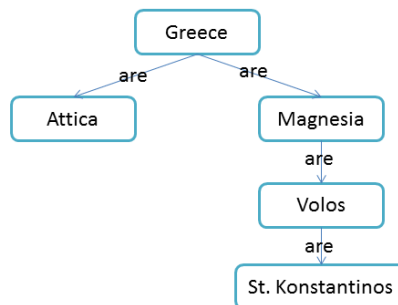 Greece
are
are
Attica
Magnesia
are
Volos
are
St. Konstantinos